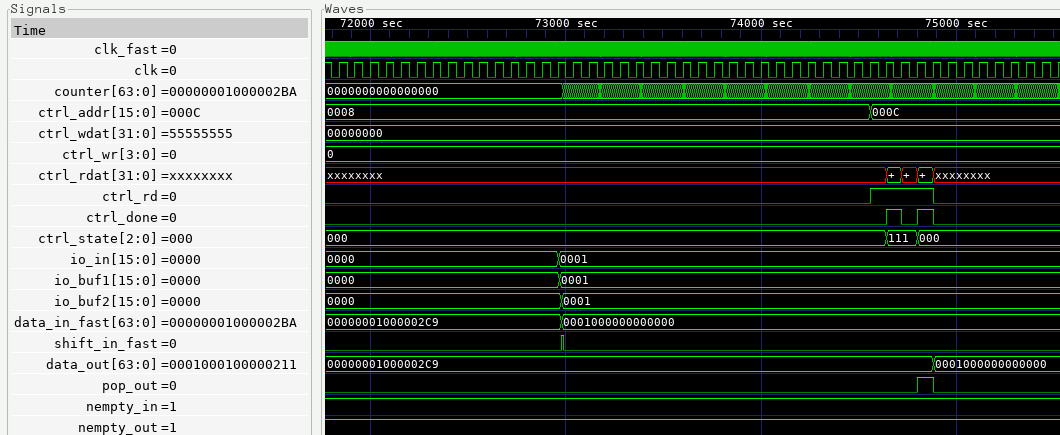 Signals
Waves
Time
72000 sec 73000 sec 74000 sec 75000 sec
clk_fast=0
clk=0
counter[63:0]=00000001000002BA 0000000000000000
ctrl_addr[15:0]=000C 0008 000C
ctrl_wdat[31:0]=55555555 00000000
ctrl_wr[3:0]=0 0
ctrl_rdat[31:0]=xxxxxxxx xxxxxxxx + + + xxxxxxxx
ctrl_rd=0
ctrl_done=0
ctrl_state[2:0]=000 000 111 000
io_in[15:0]=0000 0000 0001
io_buf1[15:0]=0000 0000 0001
io_buf2[15:0]=0000 0000 0001
data_in_fast[63:0]=00000001000002BA 00000001000002C9 0001000000000000
shift_in_fast=0
data_out[63:0]=0001000100000211 00000001000002C9 0001000000000000
pop_out=0
nempty_in=1
nempty_out=1